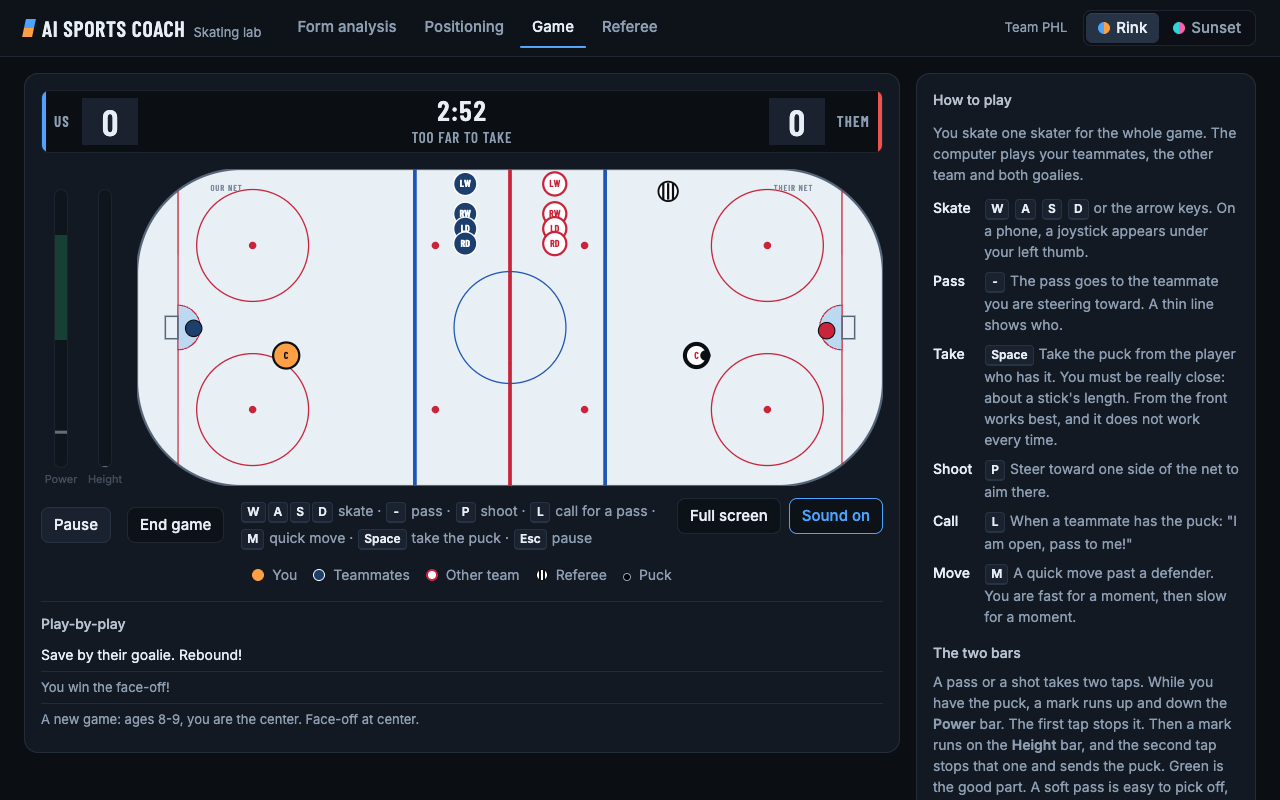 AI SPORTS COACH Skating lab Form analysis Positioning Game Referee Team PHL Rink Sunset
US 0 2:52 0 THEM
TOO FAR TO TAKE
OUR NET THEIR NET
LW LW
RW RW
LD LD
RD RD
C C
Power Height
Pause End game
W A S D skate · - pass · P shoot · L call for a pass ·
M quick move · Space take the puck · Esc pause
Full screen Sound on
You Teammates Other team Referee Puck
Play-by-play
Save by their goalie. Rebound!
You win the face-off!
A new game: ages 8-9, you are the center. Face-off at center.
How to play
You skate one skater for the whole game. The
computer plays your teammates, the other
team and both goalies.
Skate W A S D or the arrow keys. On
a phone, a joystick appears under
your left thumb.
Pass - The pass goes to the teammate
you are steering toward. A thin line
shows who.
Take Space Take the puck from the player
who has it. You must be really close:
about a stick's length. From the front
works best, and it does not work
every time.
Shoot P Steer toward one side of the net to
aim there.
Call L When a teammate has the puck: "I
am open, pass to me!"
Move M A quick move past a defender.
You are fast for a moment, then slow
for a moment.
The two bars
A pass or a shot takes two taps. While you
have the puck, a mark runs up and down the
Power bar. The first tap stops it. Then a mark
runs on the Height bar, and the second tap
stops that one and sends the puck. Green is
the good part. A soft pass is easy to pick off,